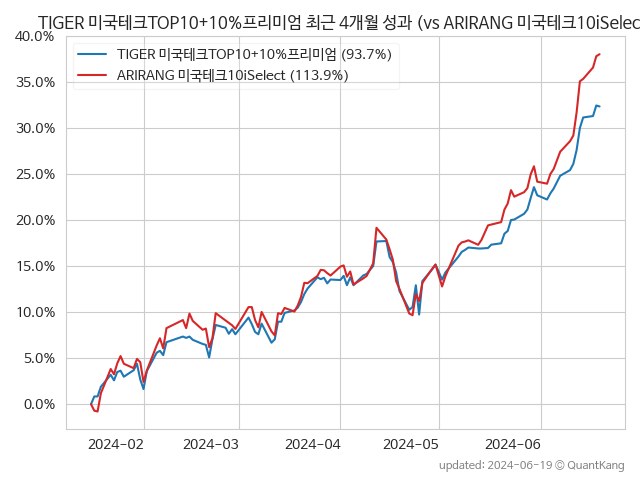 TIGER 미국테크TOP10+10%프리미엄 최근 4개월 성과 (vs ARIRANG 미국테크10iSelec
40.0%
TIGER 미국테크TOP10+10%프리미엄 (93.7%)
ARIRANG 미국테크10iSelect (113.9%)
35.0%
30.0%
25.0%
20.0%
15.0%
10.0%
5.0%
0.0%
2024-02 2024-03 2024-04 2024-05 2024-06
updated: 2024-06-19 © QuantKang